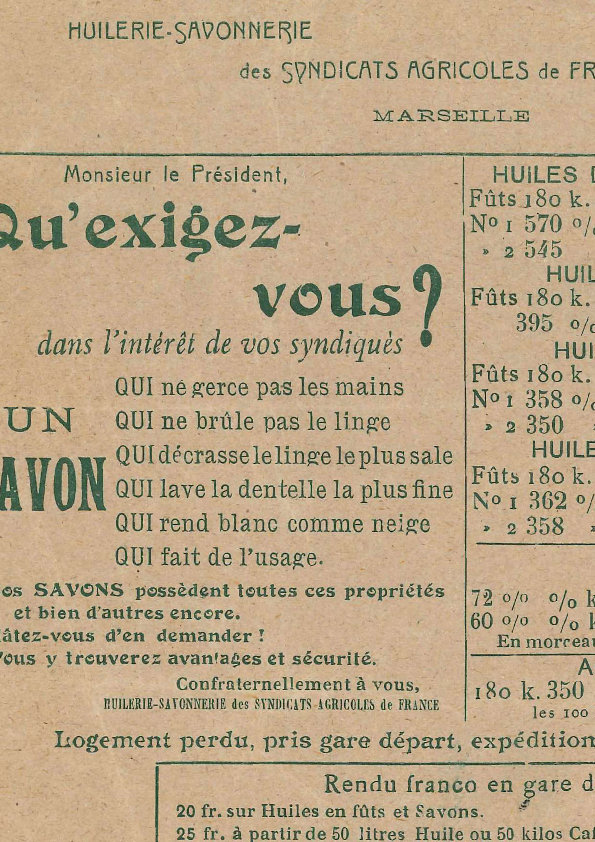 HUILERIE-SAVONNERIE
des SYNDICATS AGRICOLES de FR
MARSEILLE
Monsieur le Président,
Qu'exigez-
vous ?
dans l'intérêt de vos syndiqués
UN
AVON
QUI ne gerce pas les mains
QUI ne brûle pas le linge
QUI décrasse le linge le plus sale
QUI lave la dentelle la plus fine
QUI rend blanc comme neige
QUI fait de l'usage.
os SAVONS possèdent toutes ces propriétés
et bien d'autres encore.
âtez-vous d'en demander !
Vous y trouverez avantages et sécurité.
Confraternellement à vous,
HUILERIE-SAVONNERIE des SYNDICATS AGRICOLES de FRANCE
HUILES D
Fûts 180 k.
No 1 570 %
» 2 545
HUIL
Fûts 180 k.
395 %
HUI
Fûts 180 k.
No 1 358 %
» 2 350 »
HUILE
Fûts 180 k.
No 1 362 %
» 2 358 »
72 % % k
60 % % k
En morceau
A
180 k. 350
les 100
Logement perdu, pris gare départ, expédition
Rendu franco en gare d
20 fr. sur Huiles en fûts et Savons.
25 fr. à partir de 50 litres Huile ou 50 kilos Caf